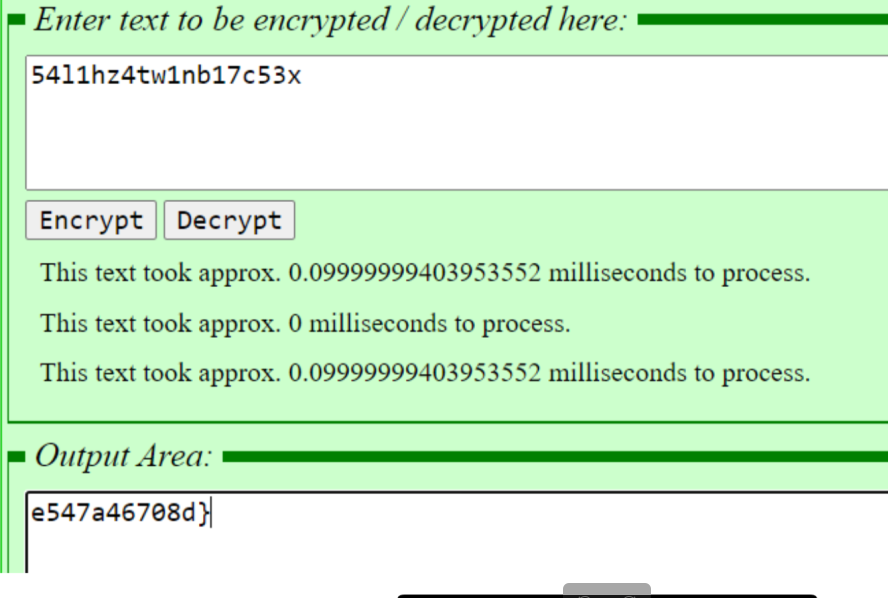 Enter text to be encrypted / decrypted here:
54l1hz4tw1nb17c53x
Encrypt Decrypt
This text took approx. 0.09999999403953552 milliseconds to process.
This text took approx. 0 milliseconds to process.
This text took approx. 0.09999999403953552 milliseconds to process.
Output Area:
e547a46708d}